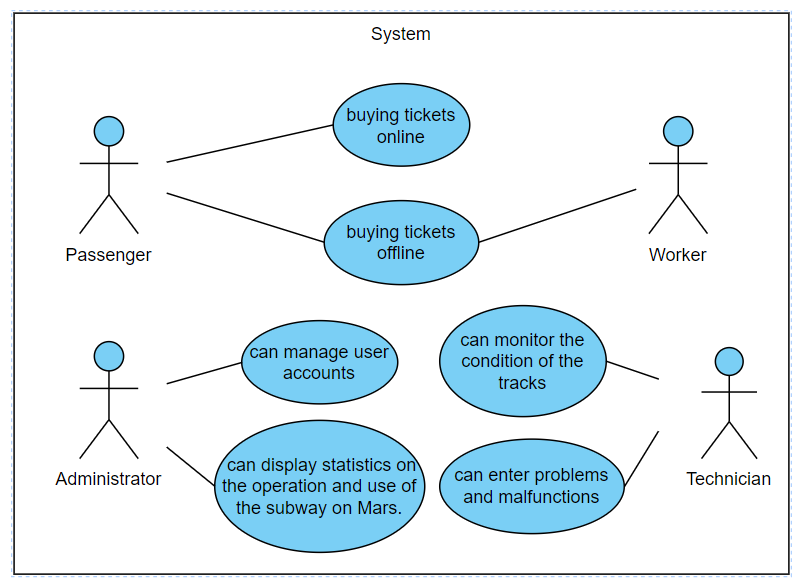 System
buying tickets
online
buying tickets
offline
Passenger
Worker
can manage user
accounts
can monitor the
condition of the
tracks
can display statistics on
the operation and use of
the subway on Mars.
can enter problems
and malfunctions
Administrator
Technician